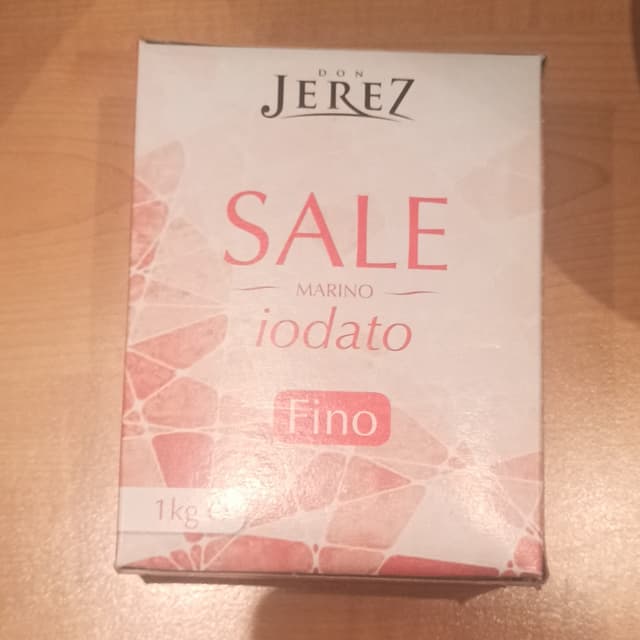 DON
JEREZ
SALE
MARINO
iodato
Fino
1kg e